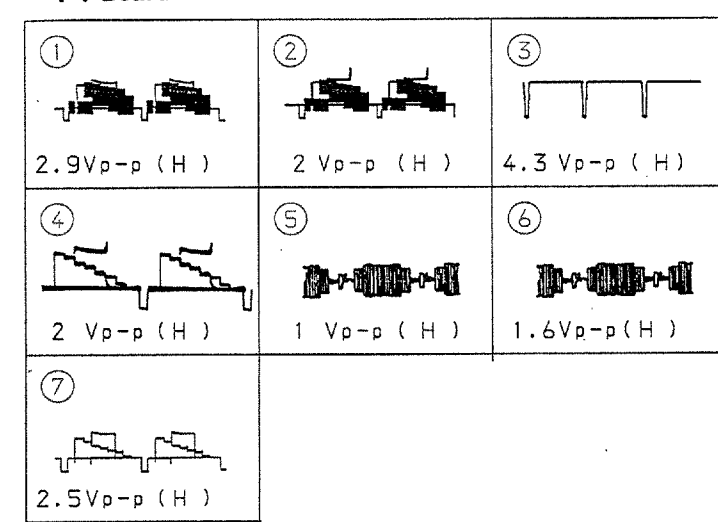 ①
②
③
2.9Vp-p (H)
2 Vp-p (H)
4.3 Vp-p (H)
④
⑤
⑥
2 Vp-p (H)
1 Vp-p (H)
1.6Vp-p(H)
⑦
2.5Vp-p (H)